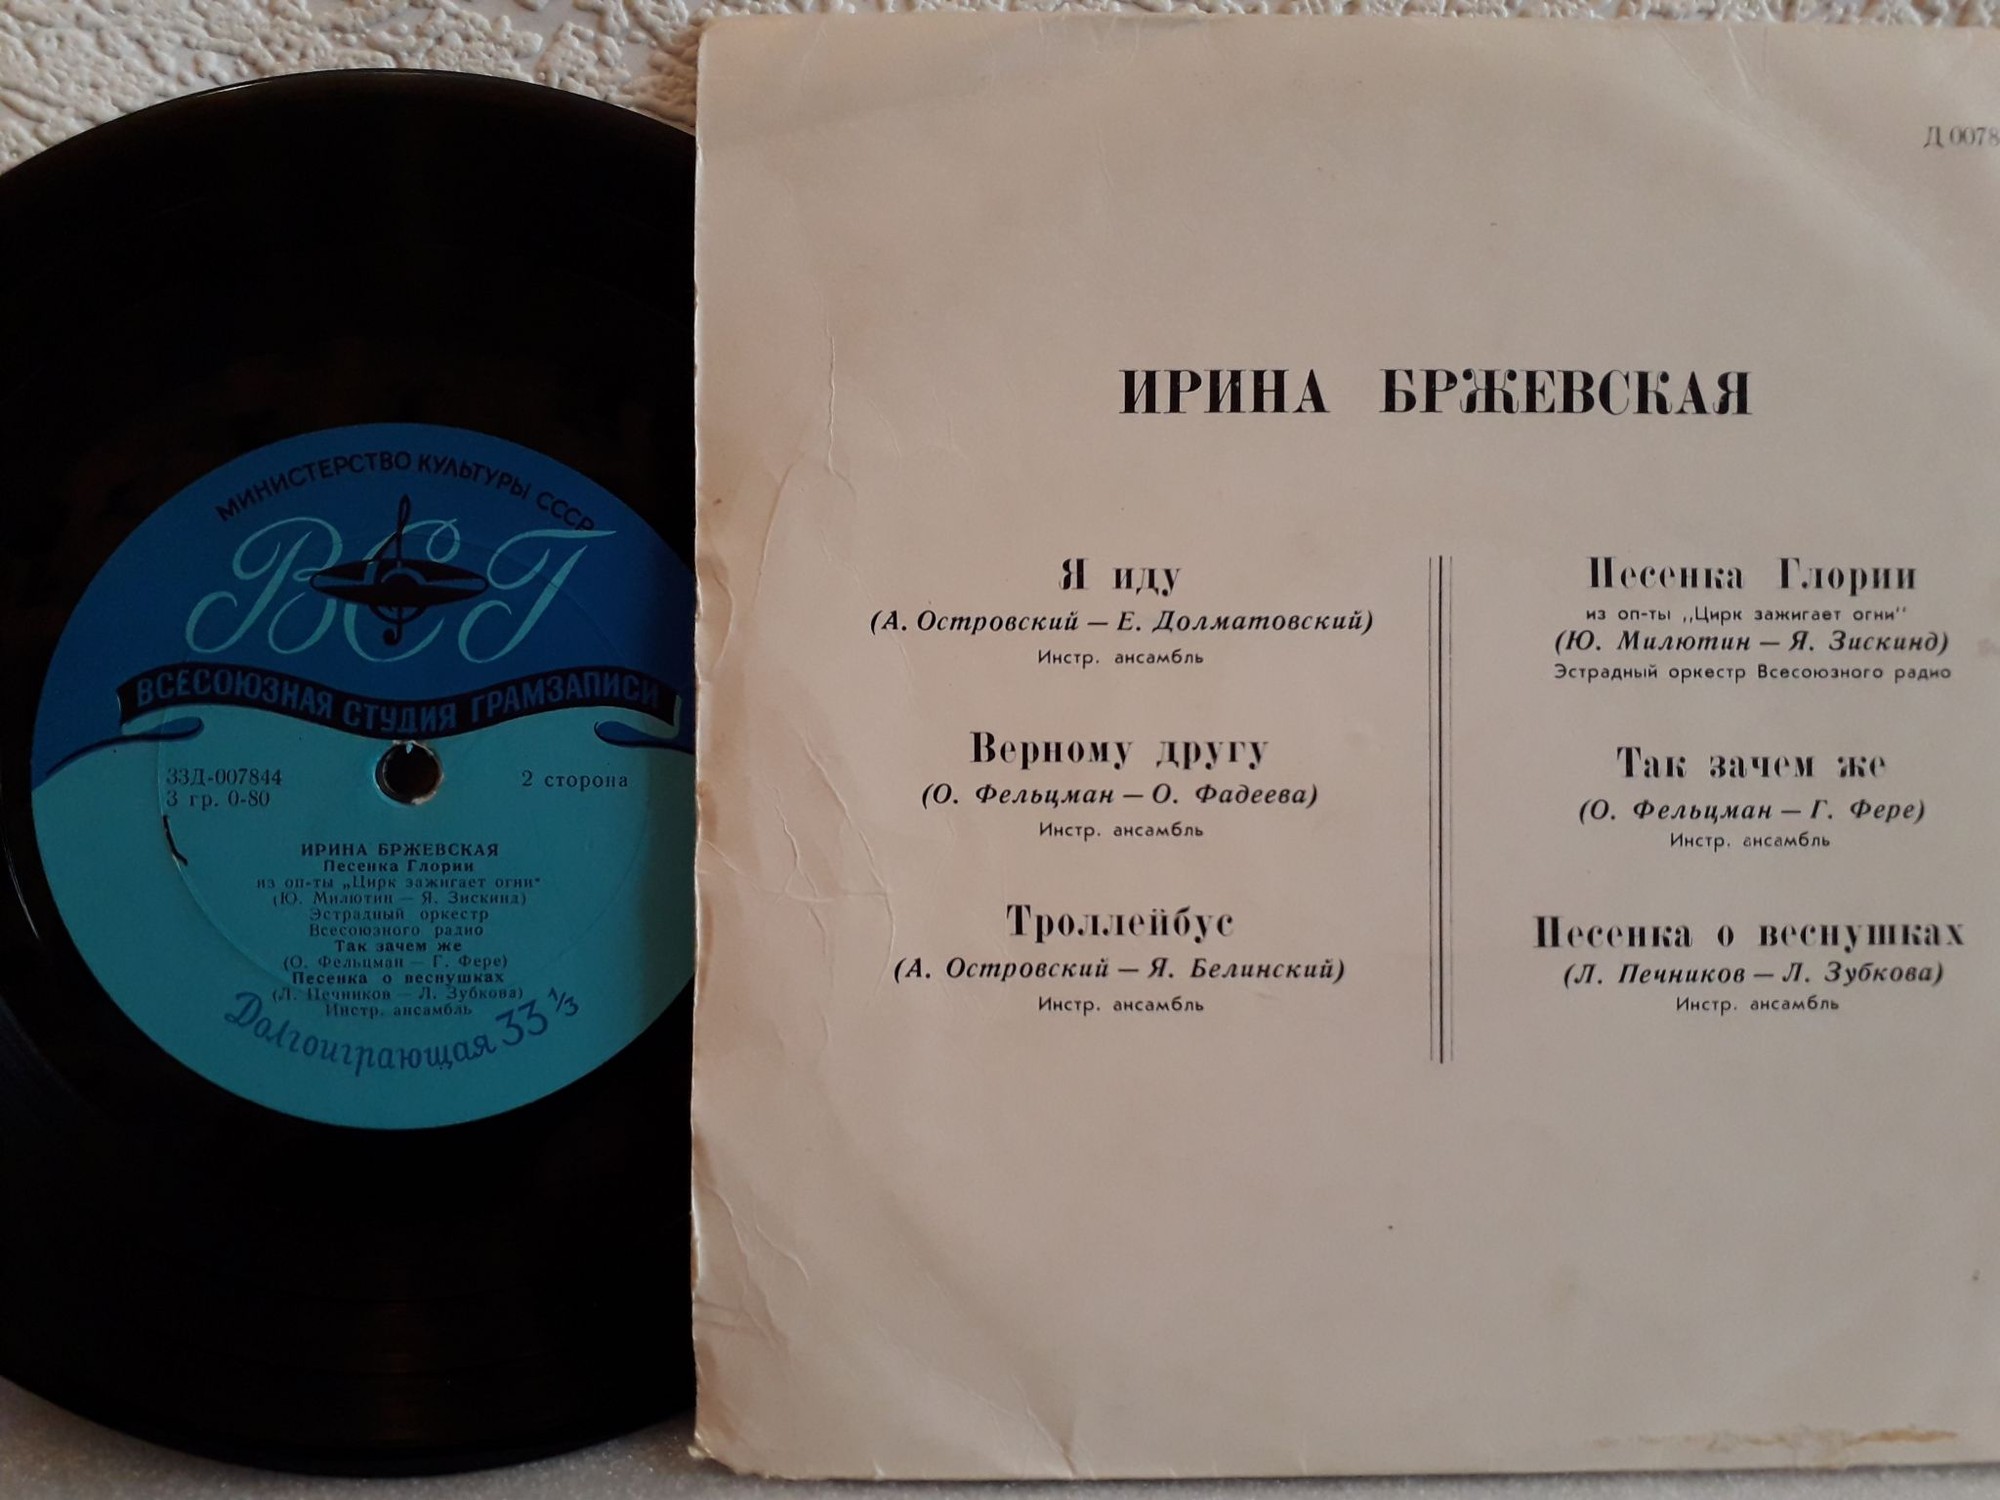 МИНИСТЕРСТВО КУЛЬТУРЫ СССР
ВСГ
ВСЕСОЮЗНАЯ СТУДИЯ ГРАМЗАПИСИ
33Д-007844
3 гр. 0-80
2 сторона
ИРИНА БРЖЕВСКАЯ
Песенка Глории
из оп-ты „Цирк зажигает огни"
(Ю. Милютин — Я. Зискинд)
Эстрадный оркестр
Всесоюзного радио
Так зачем же
(О. Фельцман — Г. Фере)
Песенка о веснушках
(Л. Печников — Л. Зубкова)
Инстр. ансамбль
Долгоиграющая 33 1/3
Д 0078
ИРИНА БРЖЕВСКАЯ
Я иду
(А. Островский — Е. Долматовский)
Инстр. ансамбль
Верному другу
(О. Фельцман — О. Фадеева)
Инстр. ансамбль
Троллейбус
(А. Островский — Я. Белинский)
Инстр. ансамбль
Песенка Глории
из оп-ты „Цирк зажигает огни"
(Ю. Милютин — Я. Зискинд)
Эстрадный оркестр Всесоюзного радио
Так зачем же
(О. Фельцман — Г. Фере)
Инстр. ансамбль
Песенка о веснушках
(Л. Печников — Л. Зубкова)
Инстр. ансамбль